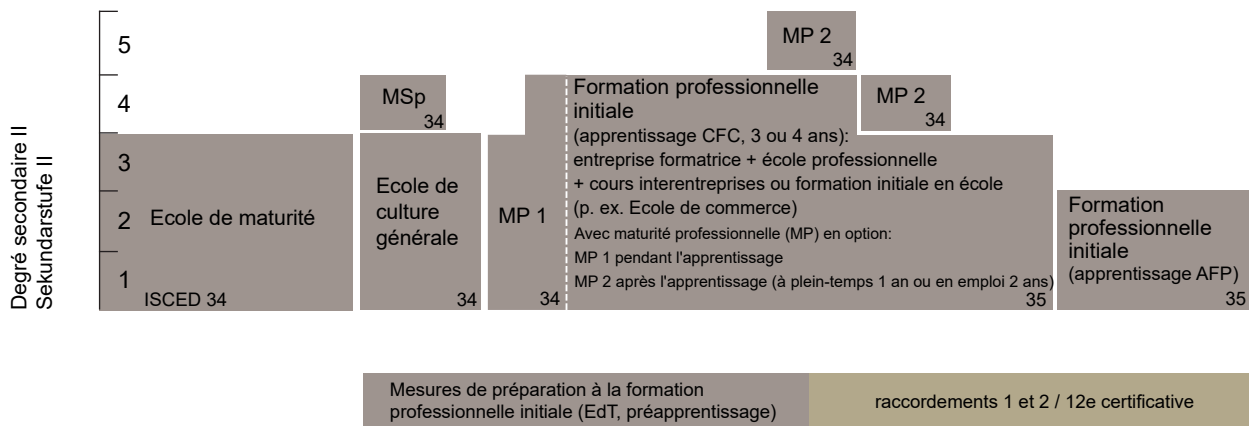 Degré secondaire II
Sekundarstufe II
5
4
3
2
1
Ecole de maturité
ISCED 34
MSp
34
Ecole de
culture
générale
34
MP 1
34
MP 2
34
MP 2
34
Formation professionnelle
initiale
(apprentissage CFC, 3 ou 4 ans):
entreprise formatrice + école professionnelle
+ cours interentreprises ou formation initiale en école
(p. ex. Ecole de commerce)
Avec maturité professionnelle (MP) en option:
MP 1 pendant l'apprentissage
MP 2 après l'apprentissage (à plein-temps 1 an ou en emploi 2 ans)
35
Formation
professionnelle
initiale
(apprentissage AFP)
35
Mesures de préparation à la formation
professionnelle initiale (EdT, préapprentissage)
raccordements 1 et 2 / 12e certificative